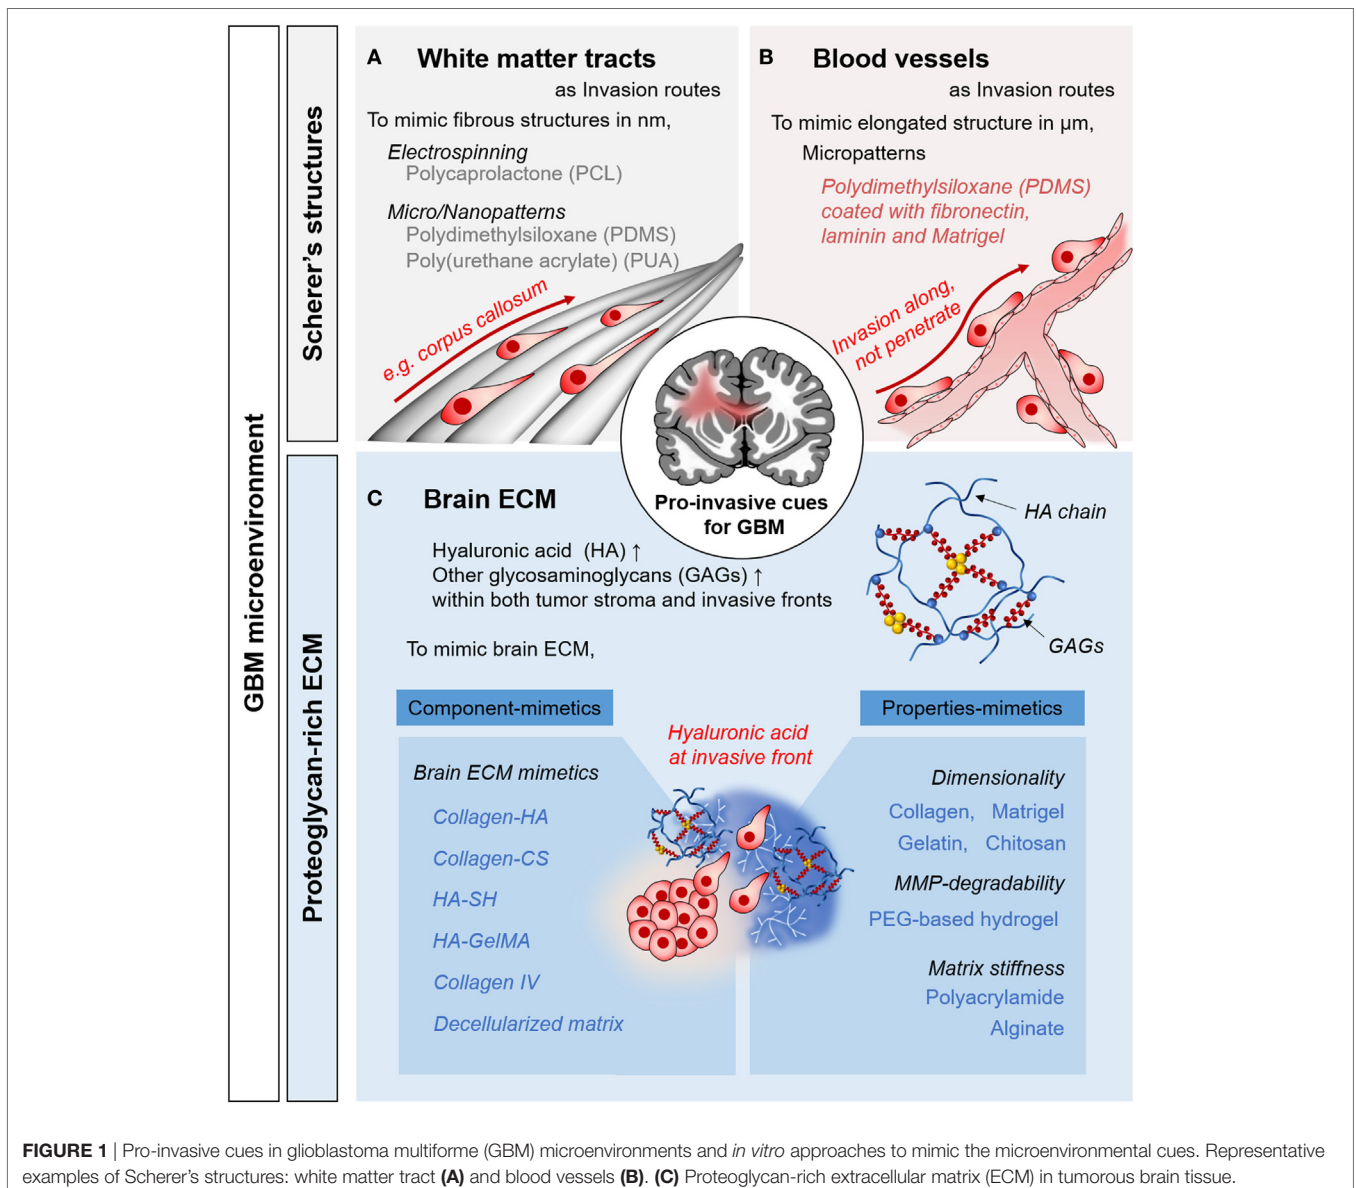 GBM microenvironment
Scherer's structures
Proteoglycan-rich ECM
A White matter tracts
as Invasion routes
To mimic fibrous structures in nm,
Electrospinning
Polycaprolactone (PCL)
Micro/Nanopatterns
Polydimethylsiloxane (PDMS)
Poly(urethane acrylate) (PUA)
e.g. corpus callosum
B Blood vessels
as Invasion routes
To mimic elongated structure in µm,
Micropatterns
Polydimethylsiloxane (PDMS)
coated with fibronectin,
laminin and Matrigel
Invasion along,
not penetrate
Pro-invasive cues
for GBM
C Brain ECM
Hyaluronic acid (HA) ↑
Other glycosaminoglycans (GAGs) ↑
within both tumor stroma and invasive fronts
To mimic brain ECM,
HA chain
GAGs
Component-mimetics
Brain ECM mimetics
Collagen-HA
Collagen-CS
HA-SH
HA-GelMA
Collagen IV
Decellularized matrix
Hyaluronic acid
at invasive front
Properties-mimetics
Dimensionality
Collagen, Matrigel
Gelatin, Chitosan
MMP-degradability
PEG-based hydrogel
Matrix stiffness
Polyacrylamide
Alginate
FIGURE 1 | Pro-invasive cues in glioblastoma multiforme (GBM) microenvironments and in vitro approaches to mimic the microenvironmental cues. Representative
examples of Scherer's structures: white matter tract (A) and blood vessels (B). (C) Proteoglycan-rich extracellular matrix (ECM) in tumorous brain tissue.